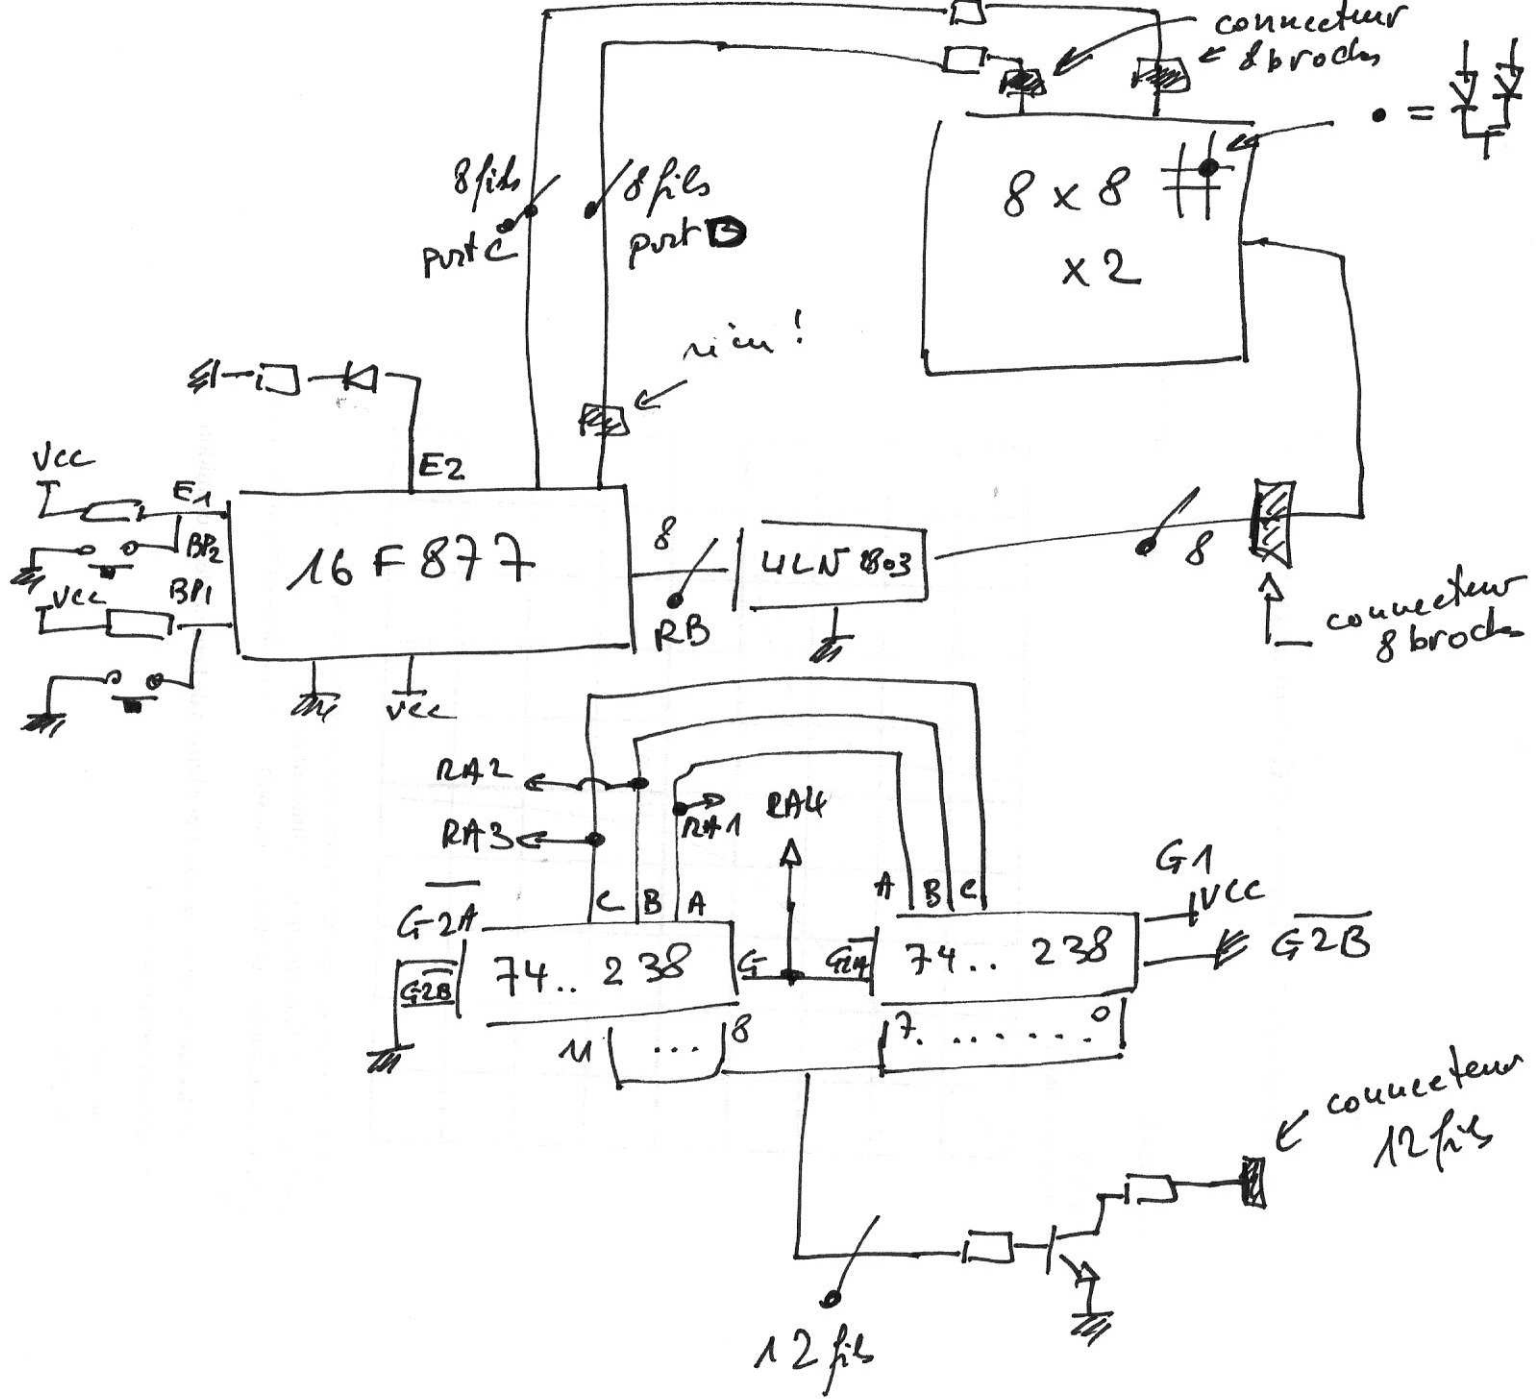 connecteur
8 broches
• =
8 fils
port C
8 fils
port D
8 x 8
x 2
rien !
E2
Vcc
E1
BP2
16 F 877
8
RB
ULN 2803
8
Vcc
BP1
connecteur
8 broches
Vcc
RA2
RA3
RA1
RA4
C B A
A B C
G1
VCC
G2A
G2B
74.. 238
G
G2A
74.. 238
G2B
11 ... 8
7. ...... 0
connecteur
12 fils
12 fils